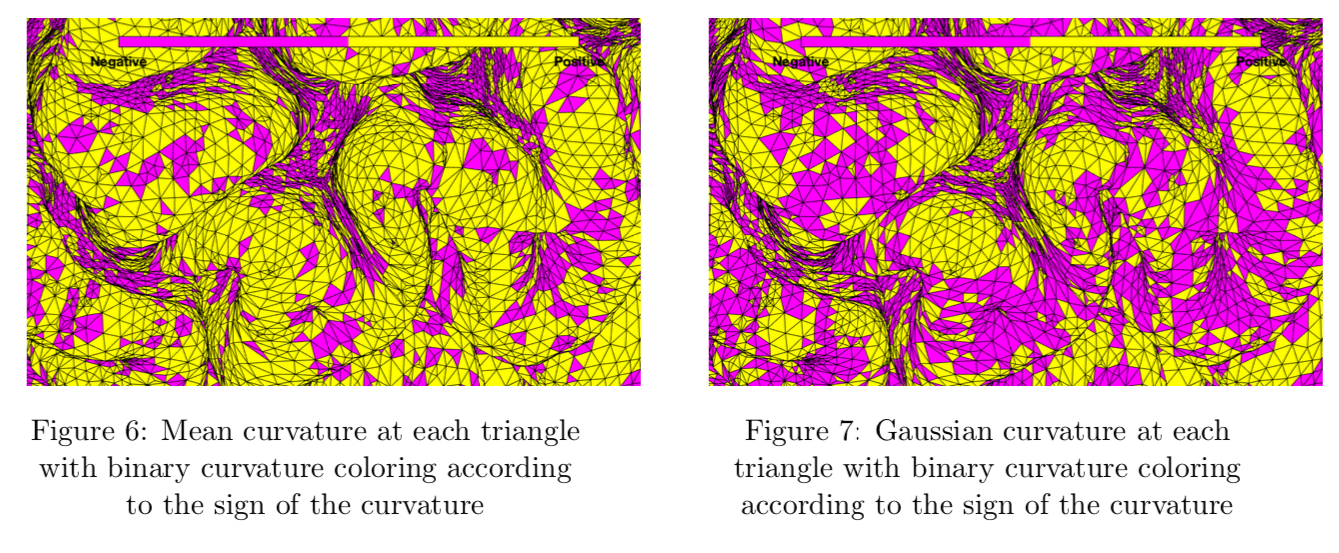 Negative
Positive
Negative
Positive
Figure 6: Mean curvature at each triangle
with binary curvature coloring according
to the sign of the curvature
Figure 7: Gaussian curvature at each
triangle with binary curvature coloring
according to the sign of the curvature